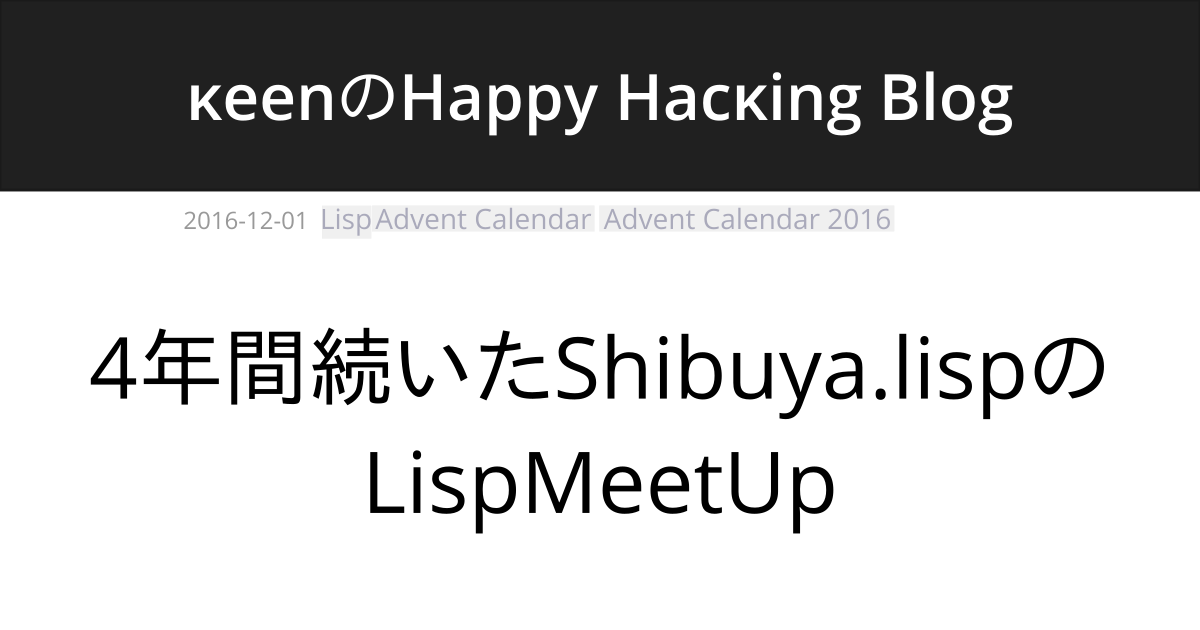 κeenのHappy Hacκing Blog
2016-12-01 Lisp Advent Calendar Advent Calendar 2016
4年間続いたShibuya.lispの
LispMeetUp